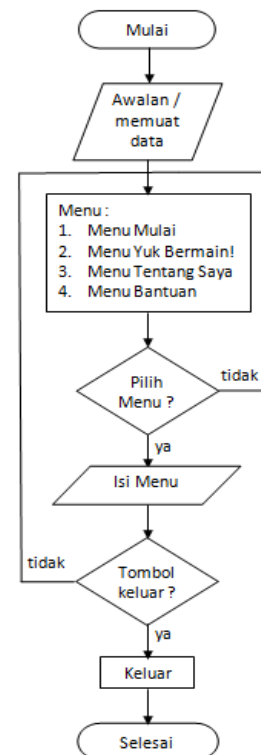 Mulai
Awalan /
memuat
data
Menu :
1. Menu Mulai
2. Menu Yuk Bermain!
3. Menu Tentang Saya
4. Menu Bantuan
Pilih
Menu ?
tidak
ya
Isi Menu
tidak
Tombol
keluar ?
ya
Keluar
Selesai